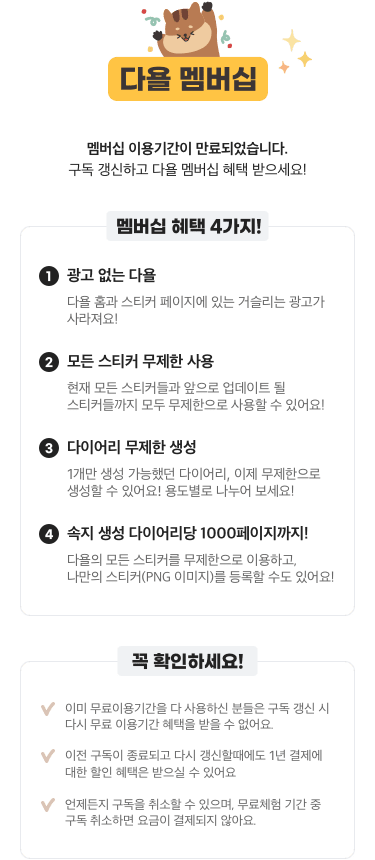 다욜 멤버십
멤버십 이용기간이 만료되었습니다.
구독 갱신하고 다욜 멤버십 혜택 받으세요!
멤버십 혜택 4가지!
1 광고 없는 다욜
다욜 홈과 스티커 페이지에 있는 거슬리는 광고가
사라져요!
2 모든 스티커 무제한 사용
현재 모든 스티커들과 앞으로 업데이트 될
스티커들까지 모두 무제한으로 사용할 수 있어요!
3 다이어리 무제한 생성
1개만 생성 가능했던 다이어리, 이제 무제한으로
생성할 수 있어요! 용도별로 나누어 보세요!
4 속지 생성 다이어리당 1000페이지까지!
다욜의 모든 스티커를 무제한으로 이용하고,
나만의 스티커(PNG 이미지)를 등록할 수도 있어요!
꼭 확인하세요!
이미 무료이용기간을 다 사용하신 분들은 구독 갱신 시
다시 무료 이용기간 혜택을 받을 수 없어요.
이전 구독이 종료되고 다시 갱신할때에도 1년 결제에
대한 할인 혜택은 받으실 수 있어요
언제든지 구독을 취소할 수 있으며, 무료체험 기간 중
구독 취소하면 요금이 결제되지 않아요.